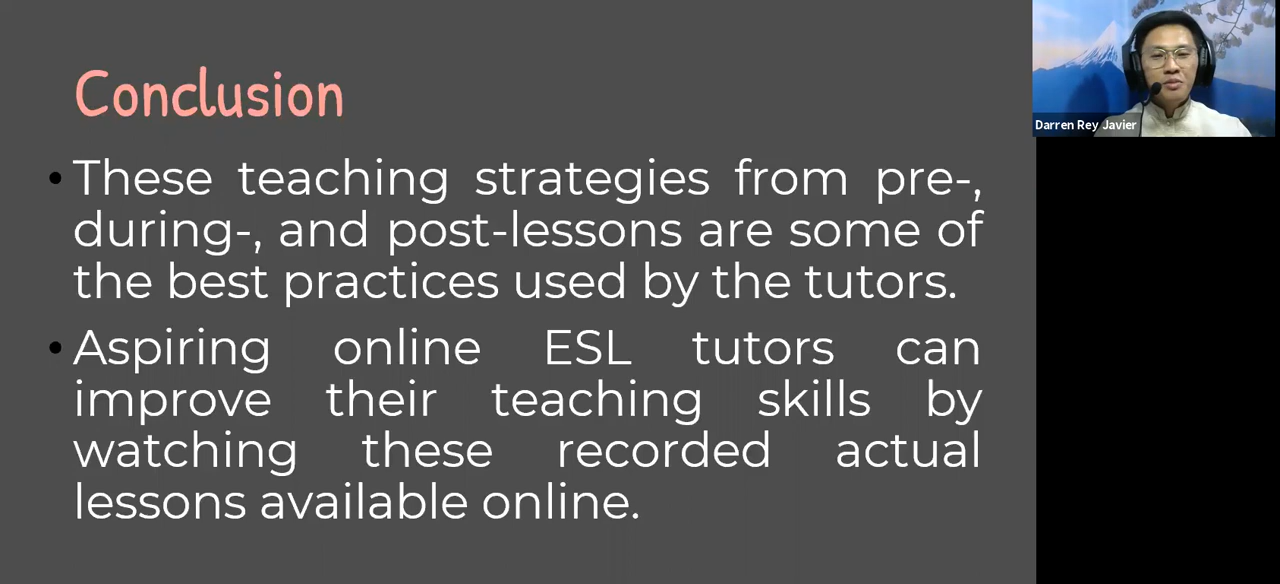 Conclusion
• These teaching strategies from pre-,
during-, and post-lessons are some of
the best practices used by the tutors.
• Aspiring online ESL tutors can
improve their teaching skills by
watching these recorded actual
lessons available online.
Darren Rey Javier